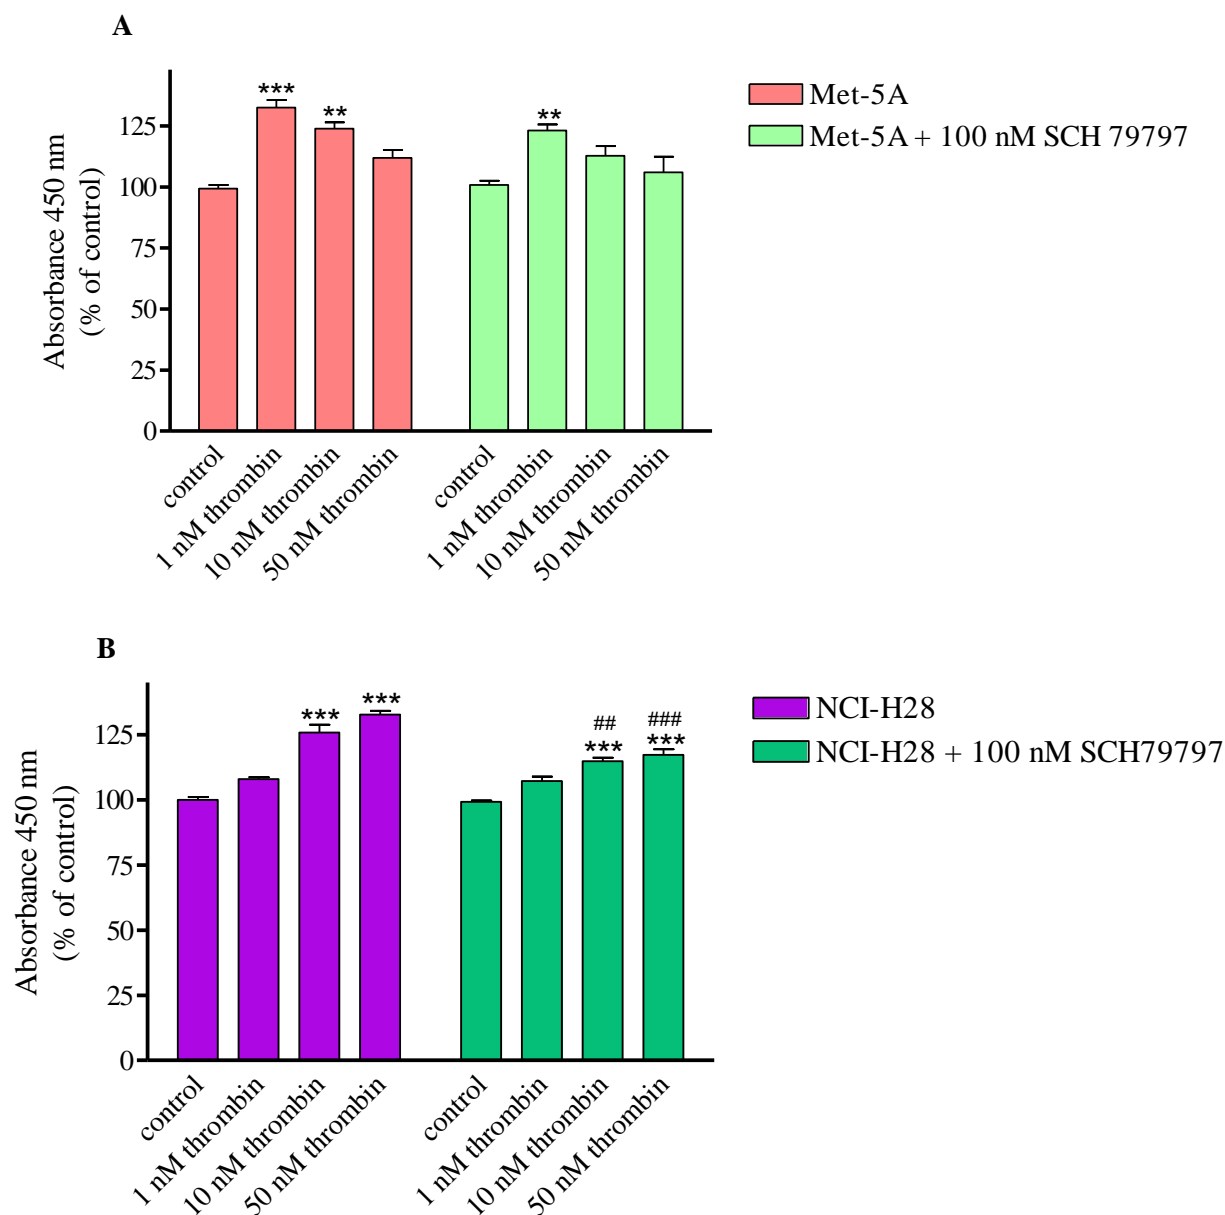 A
Absorbance 450 nm
(% of control)
125
100
75
50
25
0
***
**
**
control
1 nM thrombin
10 nM thrombin
50 nM thrombin
control
1 nM thrombin
10 nM thrombin
50 nM thrombin
Met-5A
Met-5A + 100 nM SCH 79797
B
Absorbance 450 nm
(% of control)
125
100
75
50
25
0
***
***
##
***
###
***
control
1 nM thrombin
10 nM thrombin
50 nM thrombin
control
1 nM thrombin
10 nM thrombin
50 nM thrombin
NCI-H28
NCI-H28 + 100 nM SCH79797